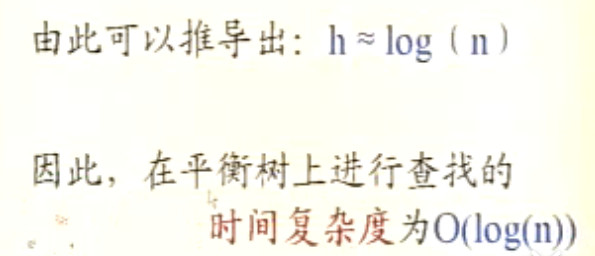 由此可以推导出：h≈log（n）
因此，在平衡树上进行查找的
时间复杂度为O(log(n))